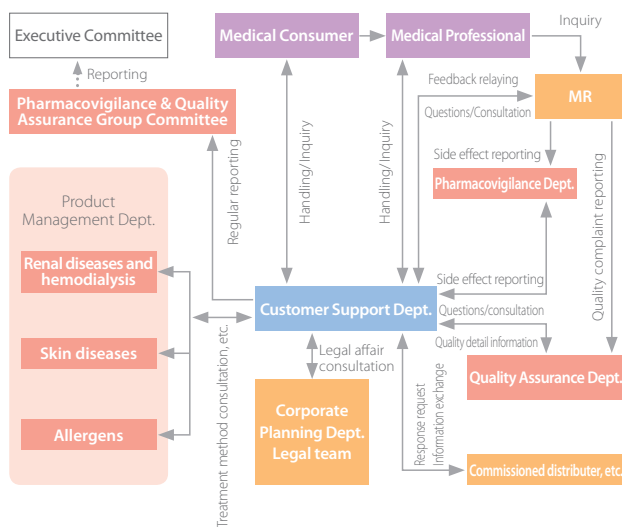 Executive Committee
Medical Consumer
Medical Professional
Inquiry
Reporting
Feedback relaying
MR
Pharmacovigilance & Quality
Assurance Group Committee
Questions/Consultation
Handling/Inquiry
Handling/Inquiry
Side effect reporting
Pharmacovigilance Dept.
Regular reporting
Quality complaint reporting
Product
Management Dept.
Renal diseases and
hemodialysis
Side effect reporting
Customer Support Dept.
Questions/consultation
Quality detail information
Skin diseases
Legal affair
consultation
Quality Assurance Dept.
Treatment method consultation, etc.
Corporate
Planning Dept.
Legal team
Response request
Information exchange
Allergens
Commissioned distributer, etc.